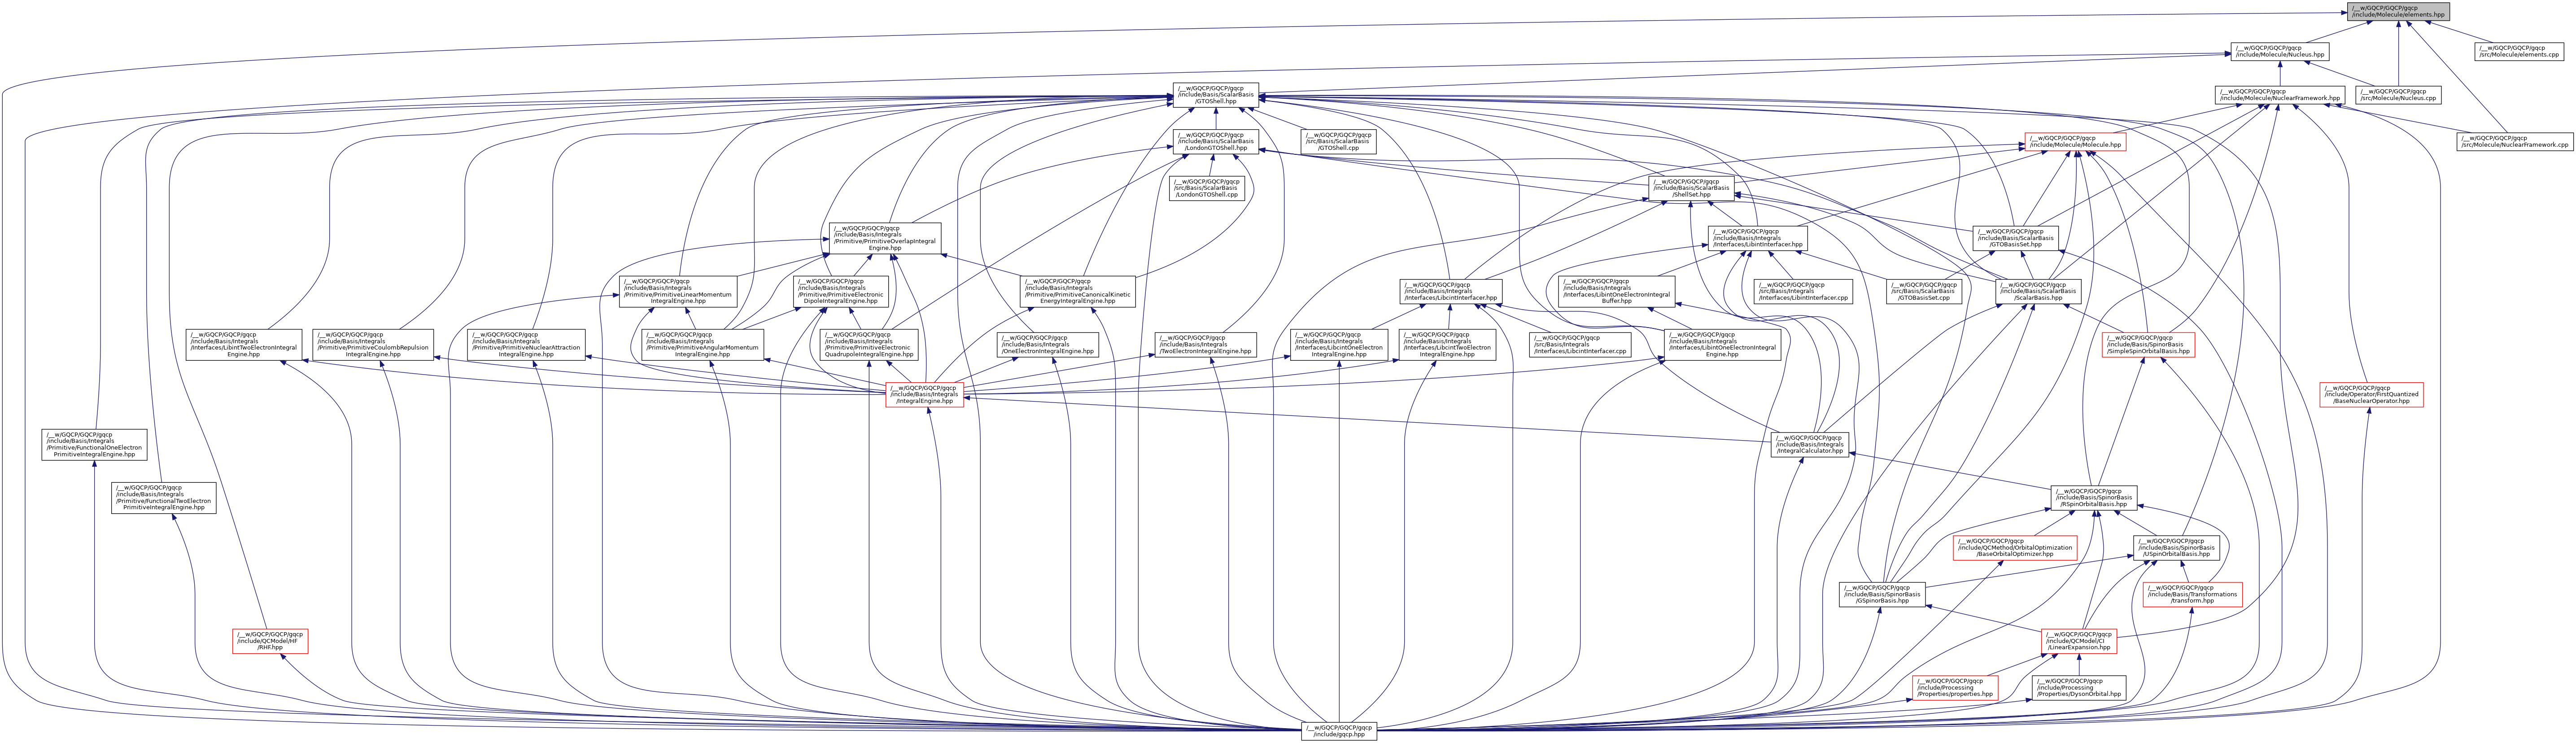 /__w/GQCP/GQCP/gqcp
/include/Molecule/elements.hpp
/__w/GQCP/GQCP/gqcp
/include/Molecule/Nucleus.hpp
/__w/GQCP/GQCP/gqcp
/src/Molecule/elements.cpp
/__w/GQCP/GQCP/gqcp
/include/Basis/ScalarBasis
/GTOShell.hpp
/__w/GQCP/GQCP/gqcp
/include/Molecule/NuclearFramework.hpp
/__w/GQCP/GQCP/gqcp
/src/Molecule/Nucleus.cpp
/__w/GQCP/GQCP/gqcp
/include/Basis/ScalarBasis
/LondonGTOShell.hpp
/__w/GQCP/GQCP/gqcp
/src/Basis/ScalarBasis
/GTOShell.cpp
/__w/GQCP/GQCP/gqcp
/include/Molecule/Molecule.hpp
/__w/GQCP/GQCP/gqcp
/src/Molecule/NuclearFramework.cpp
/__w/GQCP/GQCP/gqcp
/src/Basis/ScalarBasis
/LondonGTOShell.cpp
/__w/GQCP/GQCP/gqcp
/include/Basis/ScalarBasis
/ShellSet.hpp
/__w/GQCP/GQCP/gqcp
/include/Basis/Integrals
/Primitive/PrimitiveOverlapIntegral
Engine.hpp
/__w/GQCP/GQCP/gqcp
/include/Basis/Integrals
/Interfaces/LibintInterfacer.hpp
/__w/GQCP/GQCP/gqcp
/include/Basis/ScalarBasis
/GTOBasisSet.hpp
/__w/GQCP/GQCP/gqcp
/include/Basis/Integrals
/Primitive/PrimitiveLinearMomentum
IntegralEngine.hpp
/__w/GQCP/GQCP/gqcp
/include/Basis/Integrals
/Primitive/PrimitiveElectronic
DipoleIntegralEngine.hpp
/__w/GQCP/GQCP/gqcp
/include/Basis/Integrals
/Primitive/PrimitiveCanonicalKinetic
EnergyIntegralEngine.hpp
/__w/GQCP/GQCP/gqcp
/include/Basis/Integrals
/Interfaces/LibcintInterfacer.hpp
/__w/GQCP/GQCP/gqcp
/include/Basis/Integrals
/Interfaces/LibintOneElectronIntegral
Buffer.hpp
/__w/GQCP/GQCP/gqcp
/src/Basis/Integrals
/Interfaces/LibintInterfacer.cpp
/__w/GQCP/GQCP/gqcp
/src/Basis/ScalarBasis
/GTOBasisSet.cpp
/__w/GQCP/GQCP/gqcp
/include/Basis/ScalarBasis
/ScalarBasis.hpp
/__w/GQCP/GQCP/gqcp
/include/Basis/Integrals
/Interfaces/LibintTwoElectronIntegral
Engine.hpp
/__w/GQCP/GQCP/gqcp
/include/Basis/Integrals
/Primitive/PrimitiveCoulombRepulsion
IntegralEngine.hpp
/__w/GQCP/GQCP/gqcp
/include/Basis/Integrals
/Primitive/PrimitiveNuclearAttraction
IntegralEngine.hpp
/__w/GQCP/GQCP/gqcp
/include/Basis/Integrals
/Primitive/PrimitiveAngularMomentum
IntegralEngine.hpp
/__w/GQCP/GQCP/gqcp
/include/Basis/Integrals
/Primitive/PrimitiveElectronic
QuadrupoleIntegralEngine.hpp
/__w/GQCP/GQCP/gqcp
/include/Basis/Integrals
/OneElectronIntegralEngine.hpp
/__w/GQCP/GQCP/gqcp
/include/Basis/Integrals
/TwoElectronIntegralEngine.hpp
/__w/GQCP/GQCP/gqcp
/include/Basis/Integrals
/Interfaces/LibcintOneElectron
IntegralEngine.hpp
/__w/GQCP/GQCP/gqcp
/include/Basis/Integrals
/Interfaces/LibcintTwoElectron
IntegralEngine.hpp
/__w/GQCP/GQCP/gqcp
/src/Basis/Integrals
/Interfaces/LibcintInterfacer.cpp
/__w/GQCP/GQCP/gqcp
/include/Basis/Integrals
/Interfaces/LibintOneElectronIntegral
Engine.hpp
/__w/GQCP/GQCP/gqcp
/include/Basis/SpinorBasis
/SimpleSpinOrbitalBasis.hpp
/__w/GQCP/GQCP/gqcp
/include/Basis/Integrals
/IntegralEngine.hpp
/__w/GQCP/GQCP/gqcp
/include/Operator/FirstQuantized
/BaseNuclearOperator.hpp
/__w/GQCP/GQCP/gqcp
/include/Basis/Integrals
/Primitive/FunctionalOneElectron
PrimitiveIntegralEngine.hpp
/__w/GQCP/GQCP/gqcp
/include/Basis/Integrals
/IntegralCalculator.hpp
/__w/GQCP/GQCP/gqcp
/include/Basis/Integrals
/Primitive/FunctionalTwoElectron
PrimitiveIntegralEngine.hpp
/__w/GQCP/GQCP/gqcp
/include/Basis/SpinorBasis
/RSpinOrbitalBasis.hpp
/__w/GQCP/GQCP/gqcp
/include/QCMethod/OrbitalOptimization
/BaseOrbitalOptimizer.hpp
/__w/GQCP/GQCP/gqcp
/include/Basis/SpinorBasis
/USpinOrbitalBasis.hpp
/__w/GQCP/GQCP/gqcp
/include/Basis/SpinorBasis
/GSpinorBasis.hpp
/__w/GQCP/GQCP/gqcp
/include/Basis/Transformations
/transform.hpp
/__w/GQCP/GQCP/gqcp
/include/QCModel/HF
/RHF.hpp
/__w/GQCP/GQCP/gqcp
/include/QCModel/CI
/LinearExpansion.hpp
/__w/GQCP/GQCP/gqcp
/include/Processing
/Properties/properties.hpp
/__w/GQCP/GQCP/gqcp
/include/Processing
/Properties/DysonOrbital.hpp
/__w/GQCP/GQCP/gqcp
/include/gqcp.hpp